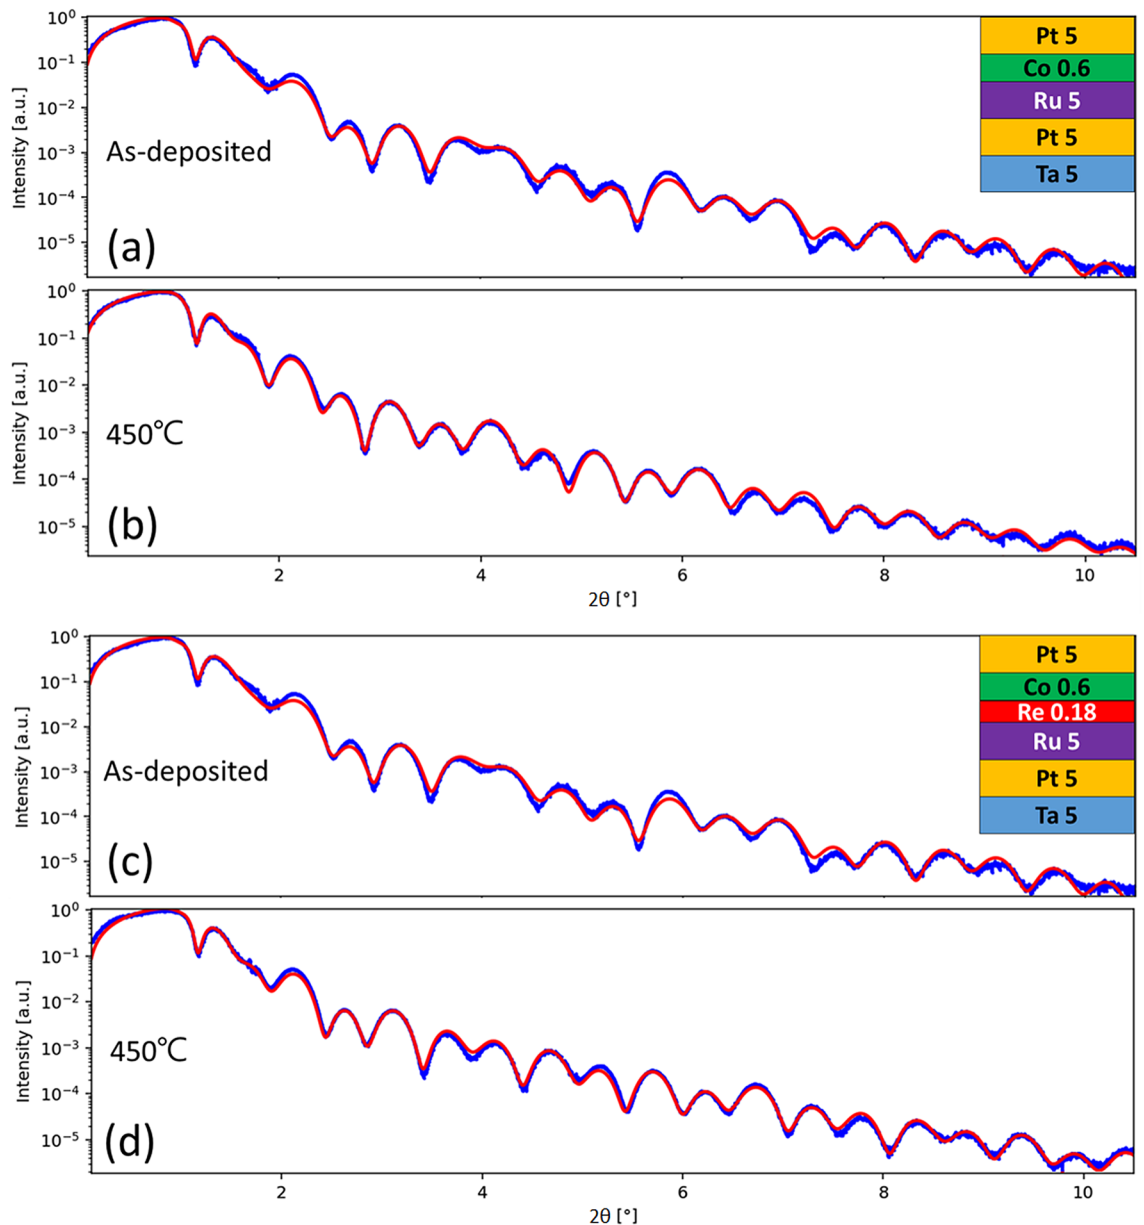 10⁰
10⁻¹
10⁻²
10⁻³
10⁻⁴
10⁻⁵
Intensity [a.u.]
As-deposited
(a)
Pt 5
Co 0.6
Ru 5
Pt 5
Ta 5
10⁰
10⁻¹
10⁻²
10⁻³
10⁻⁴
10⁻⁵
Intensity [a.u.]
450℃
(b)
2 4 6 8 10
2θ [°]
10⁰
10⁻¹
10⁻²
10⁻³
10⁻⁴
10⁻⁵
Intensity [a.u.]
As-deposited
(c)
Pt 5
Co 0.6
Re 0.18
Ru 5
Pt 5
Ta 5
10⁰
10⁻¹
10⁻²
10⁻³
10⁻⁴
10⁻⁵
Intensity [a.u.]
450℃
(d)
2 4 6 8 10
2θ [°]